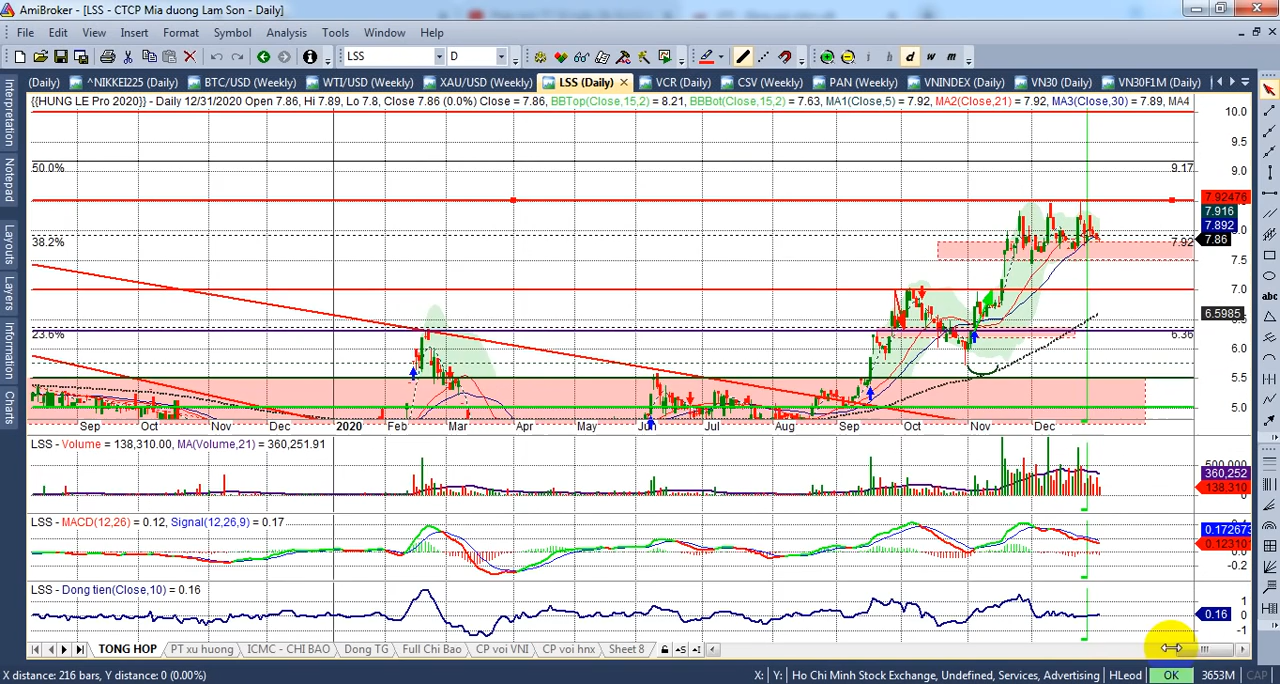 AmiBroker - [LSS - CTCP Mia duong Lam Son - Daily]
File Edit View Insert Format Symbol Analysis Tools Window Help
LSS D i h d w m
(Daily) ^NIKKEI225 (Daily) BTC/USD (Weekly) WTI/USD (Weekly) XAU/USD (Weekly) LSS (Daily) VCR (Daily) CSV (Weekly) PAN (Weekly) VNINDEX (Daily) VN30 (Daily) VN30F1M (Daily)
Interpretation
Notepad
Layouts
Layers
Information
Charts
{{HUNG LE Pro 2020}} - Daily 12/31/2020 Open 7.86, Hi 7.89, Lo 7.8, Close 7.86 (0.0%) Close = 7.86, BBTop(Close,15,2) = 8.21, BBBot(Close,15,2) = 7.63, MA1(Close,5) = 7.92, MA2(Close,21) = 7.92, MA3(Close,30) = 7.89, MA4
10.0
9.5
50.0% 9.17 9.0
7.92476
7.916
7.892
7.86
38.2% 7.92
7.5
7.0
6.5985
23.6% 6.36
6.0
5.5
5.0
Sep Oct Nov Dec 2020 Feb Mar Apr May Jun Jul Aug Sep Oct Nov Dec
LSS - Volume = 138,310.00, MA(Volume,21) = 360,251.91
500,000
360,252
138,310
LSS - MACD(12,26) = 0.12, Signal(12,26,9) = 0.17
0.172673
0.12310
-0.2
LSS - Dong tien(Close,10) = 0.16
1
0.16 0
-1
TONG HOP PT xu huong ICMC - CHI BAO Dong TG Full Chi Bao CP voi VNI CP voi hnx Sheet 8
X distance: 216 bars, Y distance: 0 (0.00%) X: Y: Ho Chi Minh Stock Exchange, Undefined, Services, Advertising HLeod OK 3653M CAP
abc